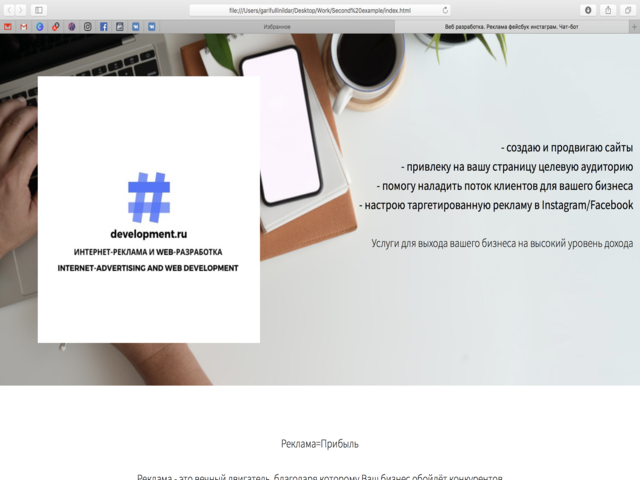 file:///Users/garifullinildar/Desktop/Work/Second%20example/index.html
Избранное
Веб разработка. Реклама фейсбук инстаграм. Чат-бот
- создаю и продвигаю сайты
- привлеку на вашу страницу целевую аудиторию
- помогу наладить поток клиентов для вашего бизнеса
- настрою таргетированную рекламу в Instagram/Facebook
Услуги для выхода вашего бизнеса на высокий уровень дохода
#
development.ru
ИНТЕРНЕТ-РЕКЛАМА И WEB-РАЗРАБОТКА
INTERNET-ADVERTISING AND WEB DEVELOPMENT
Реклама=Прибыль
Реклама - это вечный двигатель, благодаря которому Ваш бизнес обойдёт конкурентов